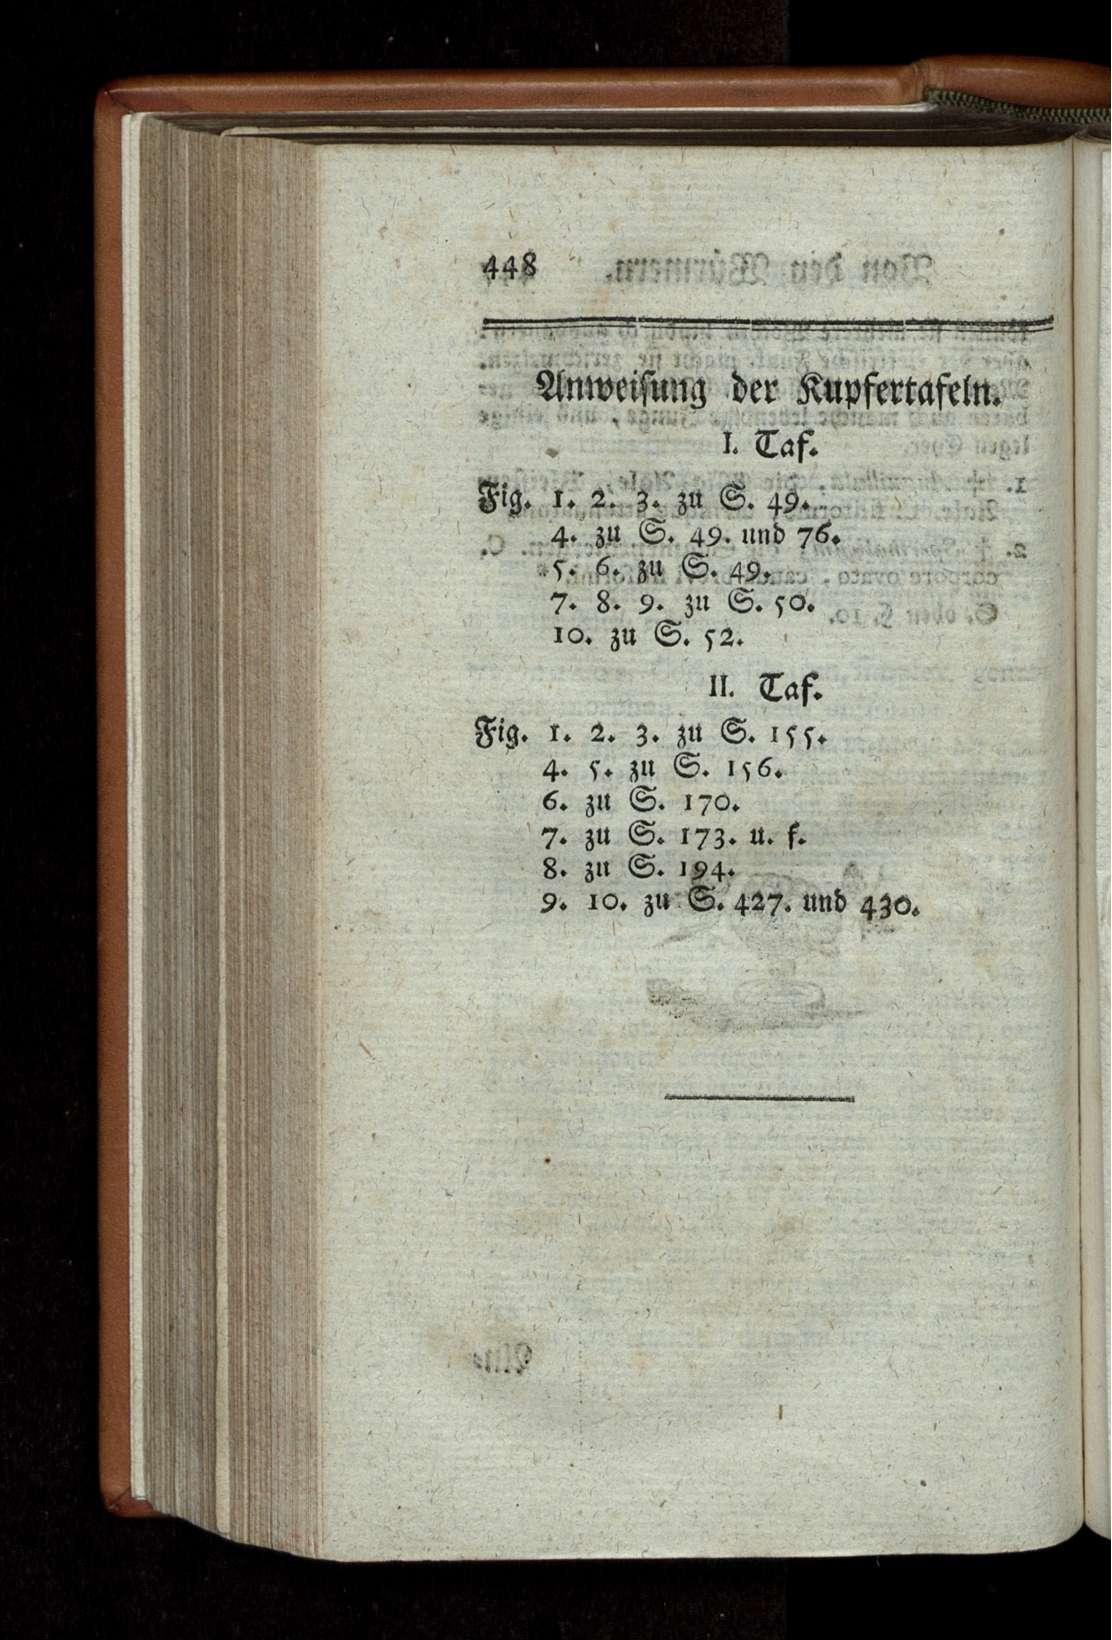 448
Anweisung der Kupfertafeln.
I. Taf.
Fig. 1. 2. 3. zu S. 49.
4. zu S. 49. und 76.
5. 6. zu S. 49.
7. 8. 9. zu S. 50.
10. zu S. 52.
II. Taf.
Fig. 1. 2. 3. zu S. 155.
4. 5. zu S. 156.
6. zu S. 170.
7. zu S. 173. u. f.
8. zu S. 194.
9. 10. zu S. 427. und 430.